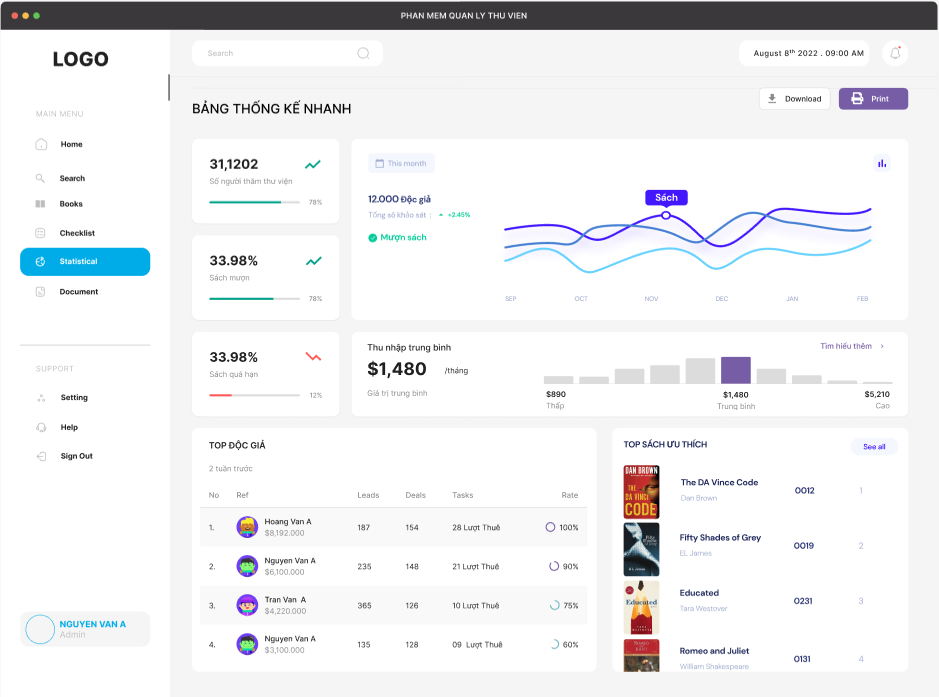 PHAN MEM QUAN LY THU VIEN
LOGO
MAIN MENU
Home
Search
Books
Checklist
Statistical
Document
SUPPORT
Setting
Help
Sign Out
NGUYEN VAN A
Admin
Search
August 8th 2022 . 09:00 AM
BẢNG THỐNG KẾ NHANH
Download
Print
31,1202
Số người thăm thư viện
78%
33.98%
Sách mượn
78%
33.98%
Sách quá hạn
12%
This month
12.000 Độc giả
Tổng số khảo sát : +2.45%
Mượn sách
Sách
SEP OCT NOV DEC JAN FEB
Thu nhập trung bình
Tìm hiểu thêm >
$1,480 /tháng
Giá trị trung bình
$890 $1,480 $5,210
Thấp Trung bình Cao
TOP ĐỘC GIẢ
2 tuần trước
No Ref Leads Deals Tasks Rate
1. Hoang Van A 187 154 28 Lượt Thuê 100%
$8,192.000
2. Nguyen Van A 235 148 21 Lượt Thuê 90%
$6,100.000
3. Tran Van A 365 126 10 Lượt Thuê 75%
$4,220.000
4. Nguyen Van A 135 128 09 Lượt Thuê 60%
$3,100.000
TOP SÁCH ƯU THÍCH
See all
DAN BROWN
THE
DA VINCI
CODE
The DA Vince Code 0012 1
Dan Brown
Fifty
Shades
of Grey
Fifty Shades of Grey 0019 2
EL James
Educated
Educated 0231 3
Tara Westover
ROMEO
JULIET
Romeo and Juliet 0131 4
William Shakespeare